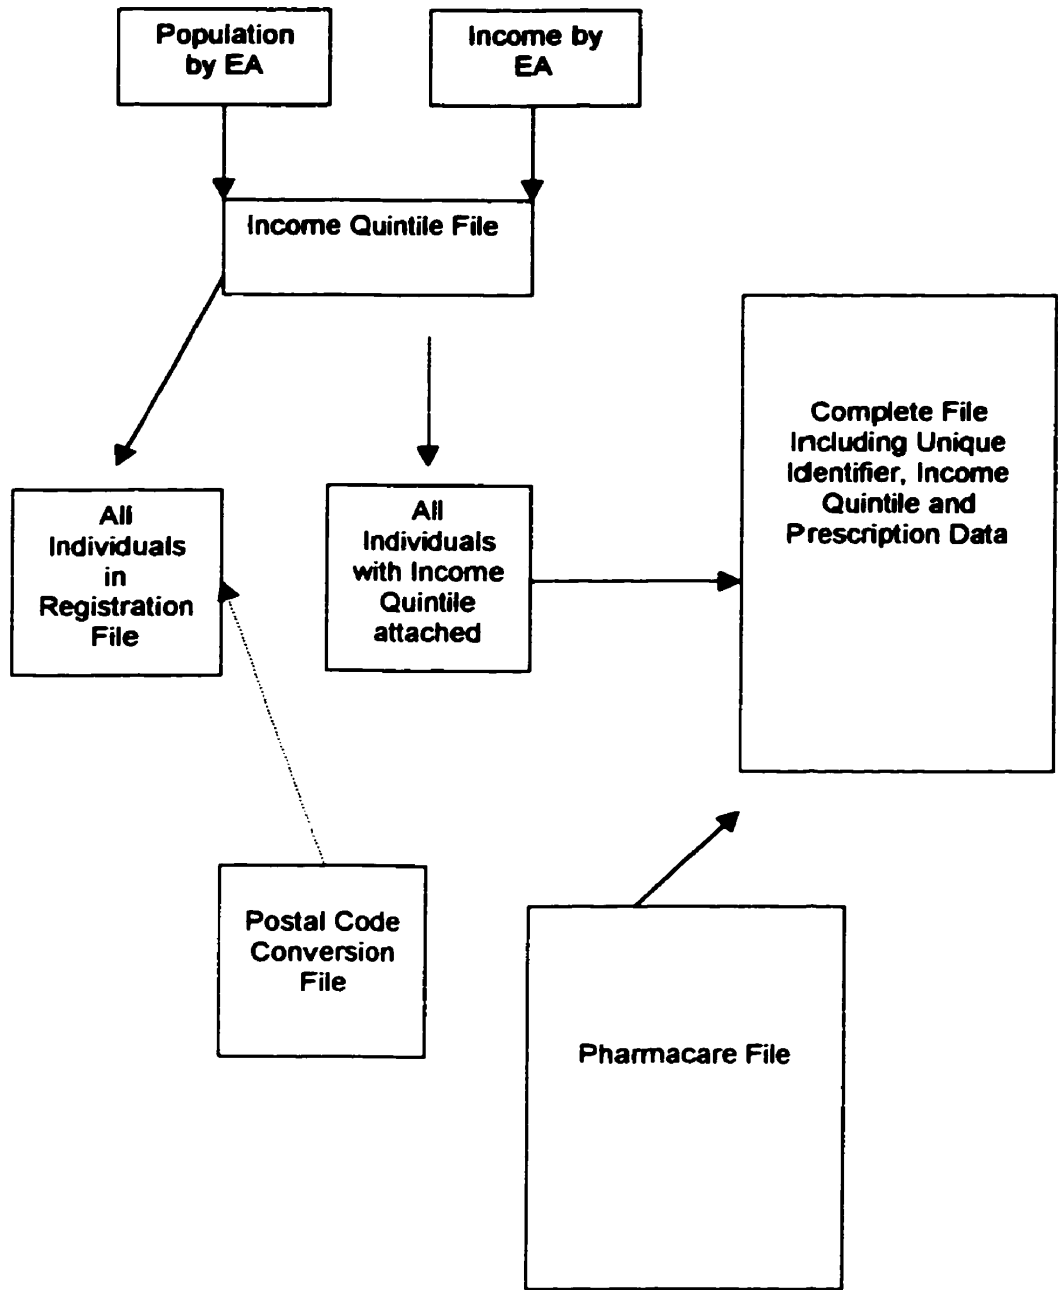 Population
by EA
Income by
EA
Income Quintile File
Complete File
Including Unique
Identifier, Income
Quintile and
Prescription Data
All
Individuals
in
Registration
File
All
Individuals
with Income
Quintile
attached
Postal Code
Conversion
File
Pharmacare File